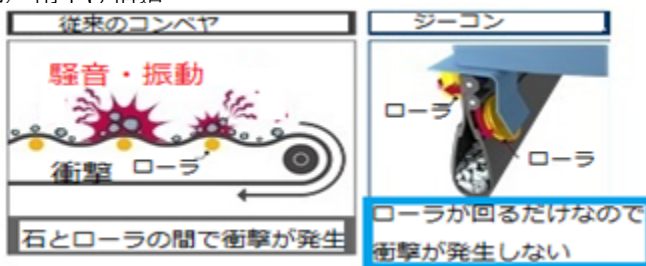 従来のコンベヤ
ジーコン
騒音・振動
衝撃
ローラ
ローラ
ローラ
石とローラの間で衝撃が発生
ローラが回るだけなので
衝撃が発生しない